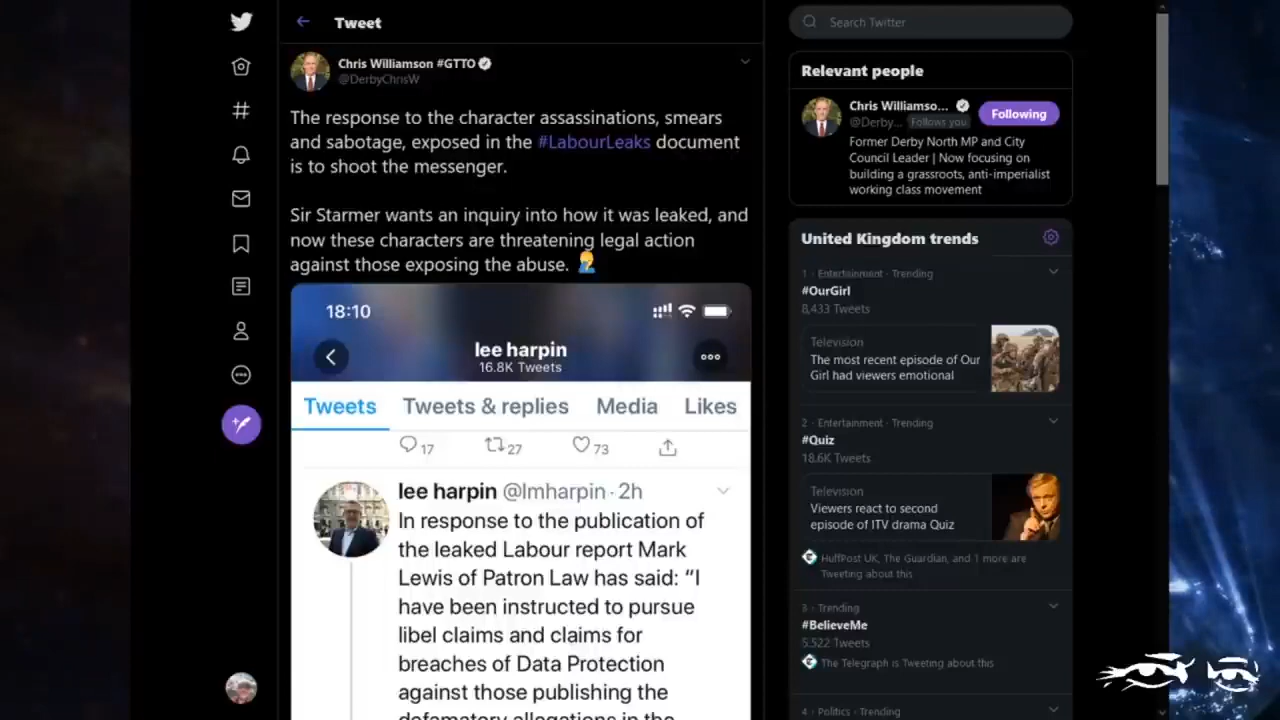 Tweet
Chris Williamson #GTTO
@DerbyChrisW
The response to the character assassinations, smears
and sabotage, exposed in the #LabourLeaks document
is to shoot the messenger.
Sir Starmer wants an inquiry into how it was leaked, and
now these characters are threatening legal action
against those exposing the abuse.
18:10
lee harpin
16.8K Tweets
Tweets Tweets & replies Media Likes
17 27 73
lee harpin @lmharpin · 2h
In response to the publication of
the leaked Labour report Mark
Lewis of Patron Law has said: “I
have been instructed to pursue
libel claims and claims for
breaches of Data Protection
against those publishing the
defamatory allegations in the
Search Twitter
Relevant people
Chris Williamso...
@Derby... Follows you
Following
Former Derby North MP and City
Council Leader | Now focusing on
building a grassroots, anti-imperialist
working class movement
United Kingdom trends
1 · Entertainment · Trending
#OurGirl
8,433 Tweets
Television
The most recent episode of Our
Girl had viewers emotional
2 · Entertainment · Trending
#Quiz
18.6K Tweets
Television
Viewers react to second
episode of ITV drama Quiz
HuffPost UK, The Guardian, and 1 more are
Tweeting about this
3 · Trending
#BelieveMe
5,522 Tweets
The Telegraph is Tweeting about this
4 · Politics · Trending